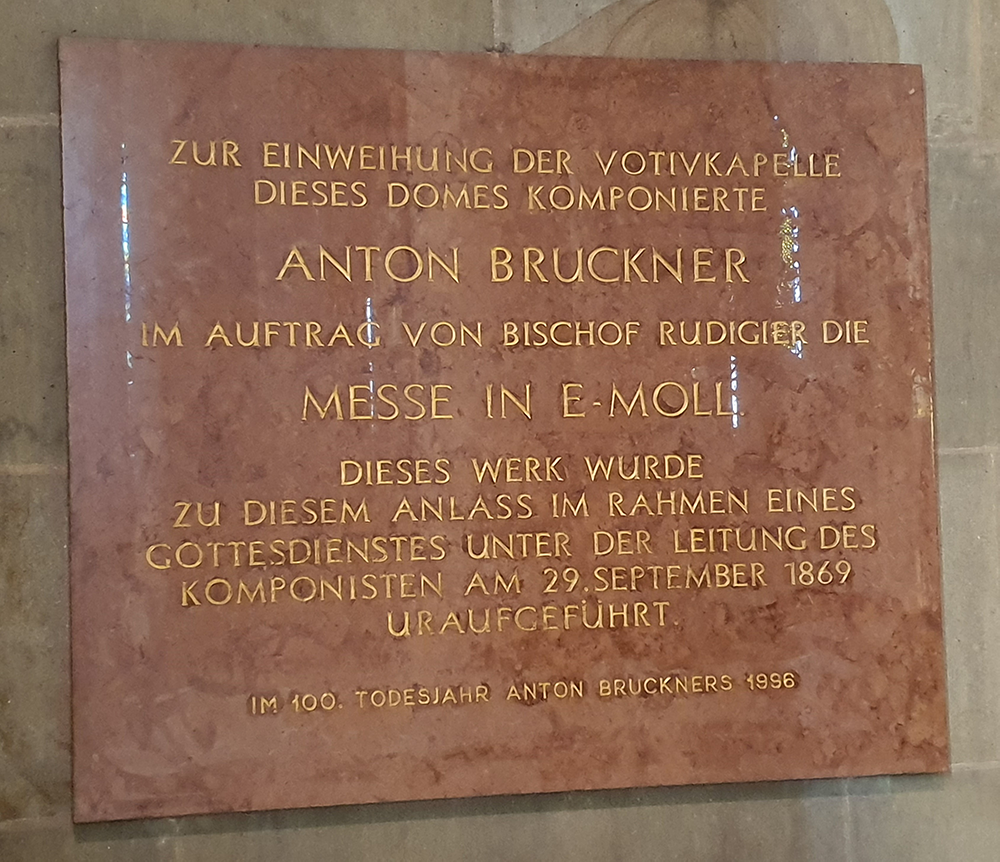 ZUR EINWEIHUNG DER VOTIVKAPELLE
DIESES DOMES KOMPONIERTE
ANTON BRUCKNER
IM AUFTRAG VON BISCHOF RUDIGIER DIE
MESSE IN E-MOLL.
DIESES WERK WURDE
ZU DIESEM ANLASS IM RAHMEN EINES
GOTTESDIENSTES UNTER DER LEITUNG DES
KOMPONISTEN AM 29.SEPTEMBER 1869
URAUFGEFÜHRT.
IM 100. TODESJAHR ANTON BRUCKNERS 1996